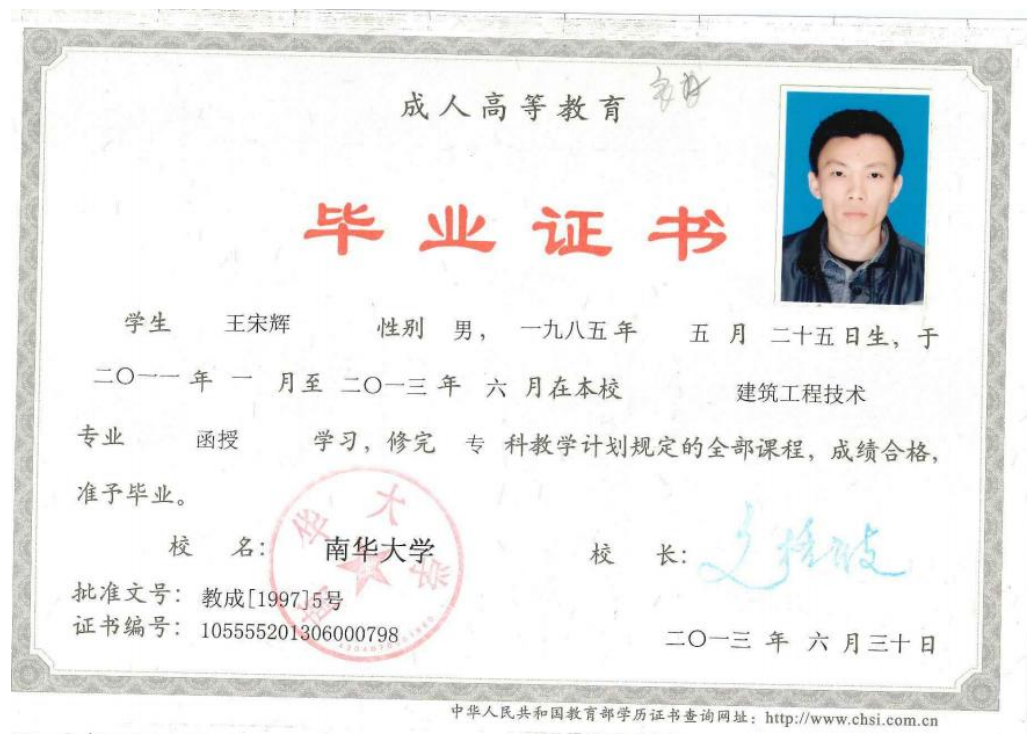 成人高等教育
毕业证书
学生 王宋辉 性别 男， 一九八五年 五 月 二十五日生，于
二〇一一 年 一 月至 二〇一三 年 六 月在本校 建筑工程技术
专业 函授 学习，修完 专 科教学计划规定的全部课程，成绩合格，
准予毕业。
校 名： 南华大学 校 长：
批准文号： 教成[1997]5号
证书编号： 105555201306000798
二〇一三 年 六 月三十日
南华大学
中华人民共和国教育部学历证书查询网址：http://www.chsi.com.cn